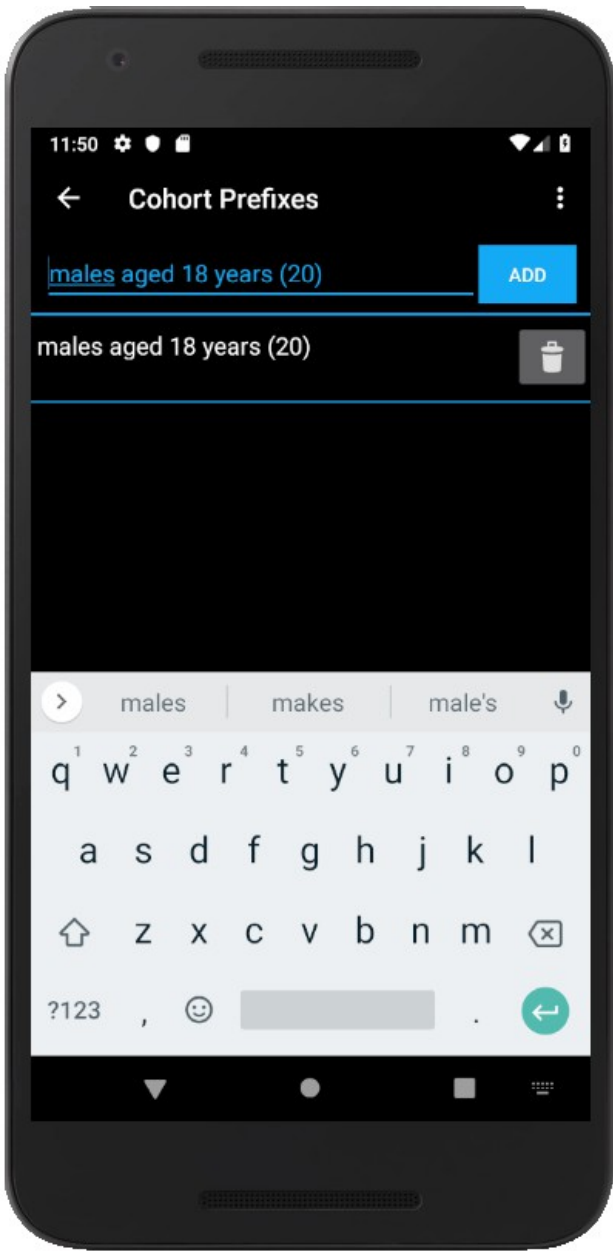 11:50
Cohort Prefixes
males aged 18 years (20)
ADD
males aged 18 years (20)
males makes male's
1 2 3 4 5 6 7 8 9 0
q w e r t y u i o p
a s d f g h j k l
z x c v b n m
?123 , .